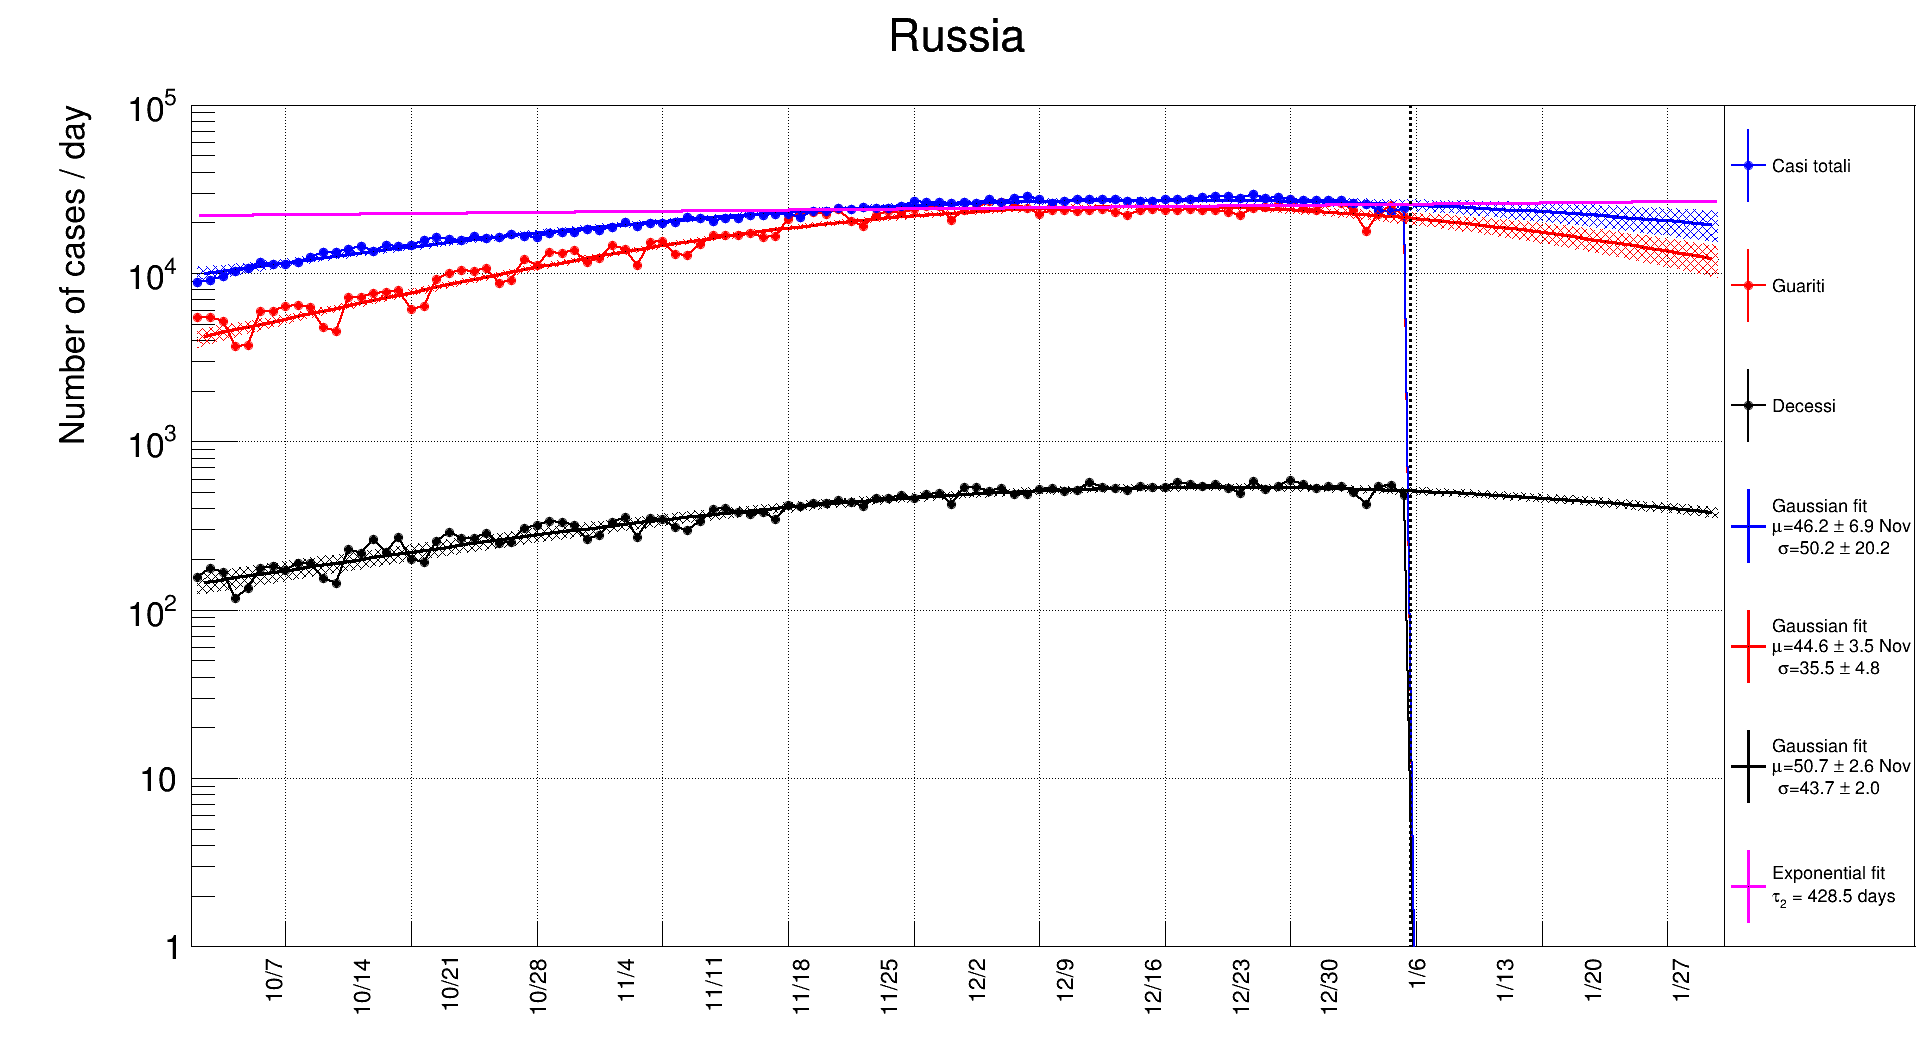 Russia
Number of cases / day
10^5
10^4
10^3
10^2
10
1
10/7
10/14
10/21
10/28
11/4
11/11
11/18
11/25
12/2
12/9
12/16
12/23
12/30
1/6
1/13
1/20
1/27
Casi totali
Guariti
Decessi
Gaussian fit
μ=46.2 ± 6.9 Nov
σ=50.2 ± 20.2
Gaussian fit
μ=44.6 ± 3.5 Nov
σ=35.5 ± 4.8
Gaussian fit
μ=50.7 ± 2.6 Nov
σ=43.7 ± 2.0
Exponential fit
τ₂ = 428.5 days